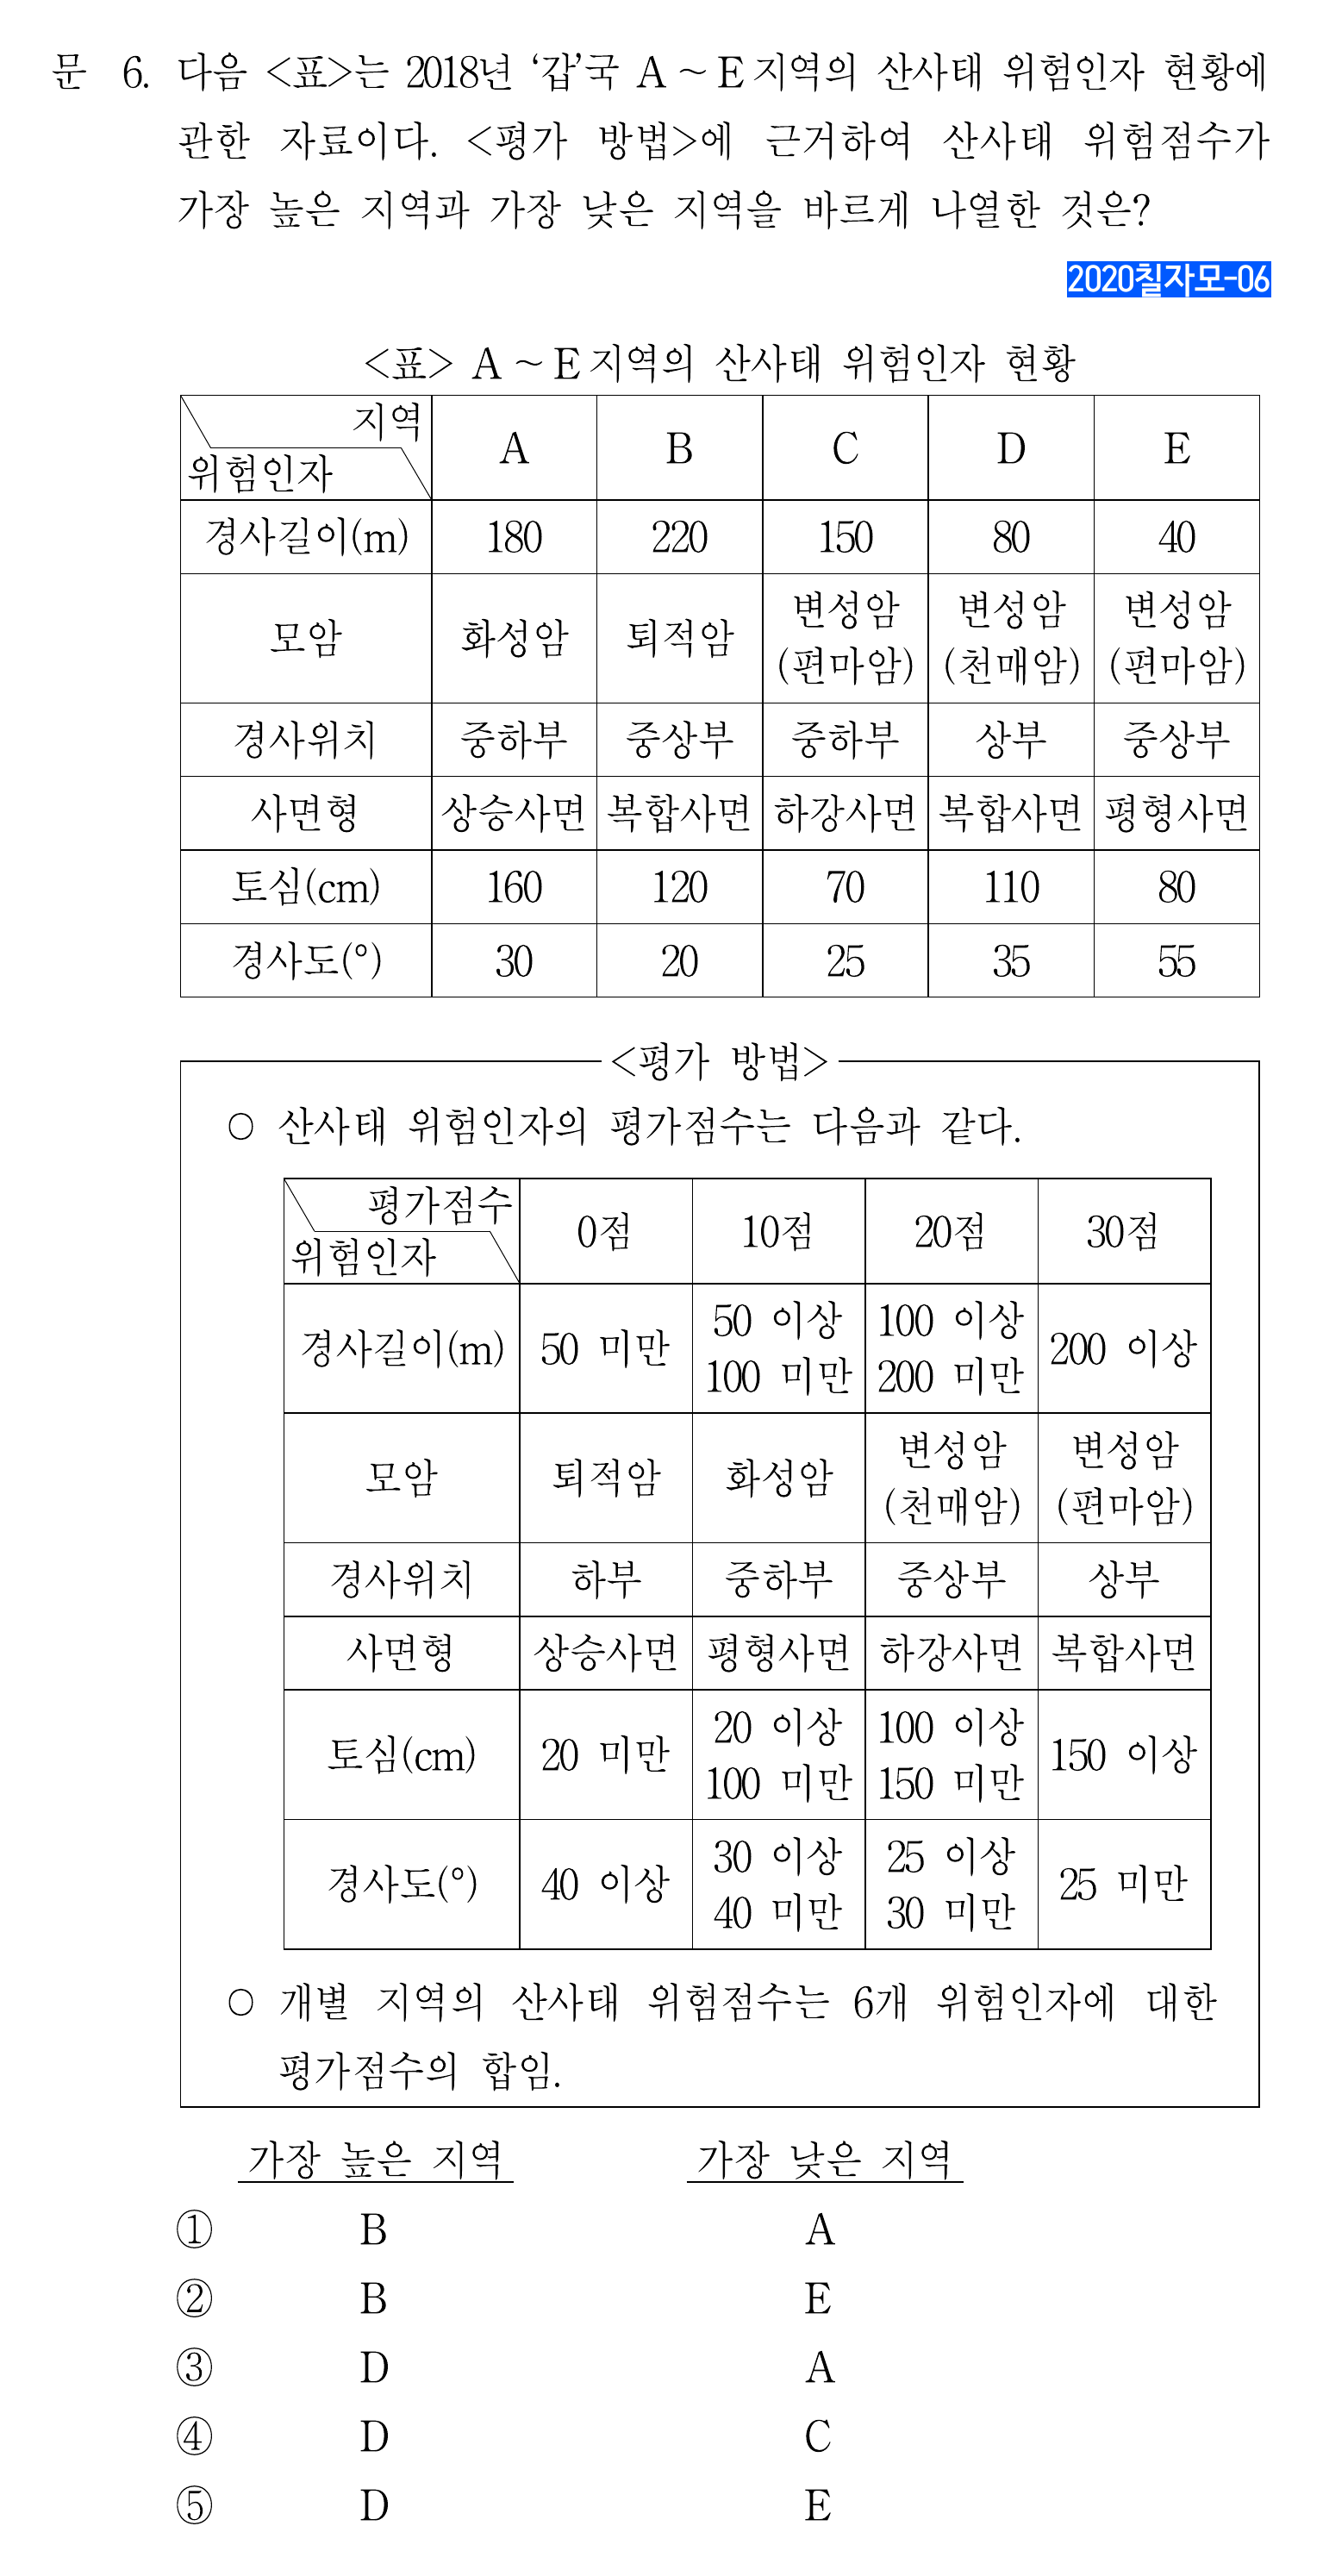 문 6. 다음 <표>는 2018년 ‘갑’국 A ~ E 지역의 산사태 위험인자 현황에
관한 자료이다. <평가 방법>에 근거하여 산사태 위험점수가
가장 높은 지역과 가장 낮은 지역을 바르게 나열한 것은?
2020칠자모-06
<표> A ~ E 지역의 산사태 위험인자 현황
지역
위험인자 A B C D E
경사길이(m) 180 220 150 80 40
모암 화성암 퇴적암 변성암(편마암) 변성암(천매암) 변성암(편마암)
경사위치 중하부 중상부 중하부 상부 중상부
사면형 상승사면 복합사면 하강사면 복합사면 평형사면
토심(cm) 160 120 70 110 80
경사도(°) 30 20 25 35 55
<평가 방법>
○ 산사태 위험인자의 평가점수는 다음과 같다.
평가점수
위험인자 0점 10점 20점 30점
경사길이(m) 50 미만 50 이상 100 미만 100 이상 200 미만 200 이상
모암 퇴적암 화성암 변성암(천매암) 변성암(편마암)
경사위치 하부 중하부 중상부 상부
사면형 상승사면 평형사면 하강사면 복합사면
토심(cm) 20 미만 20 이상 100 미만 100 이상 150 미만 150 이상
경사도(°) 40 이상 30 이상 40 미만 25 이상 30 미만 25 미만
○ 개별 지역의 산사태 위험점수는 6개 위험인자에 대한
평가점수의 합임.
가장 높은 지역 가장 낮은 지역
① B A
② B E
③ D A
④ D C
⑤ D E